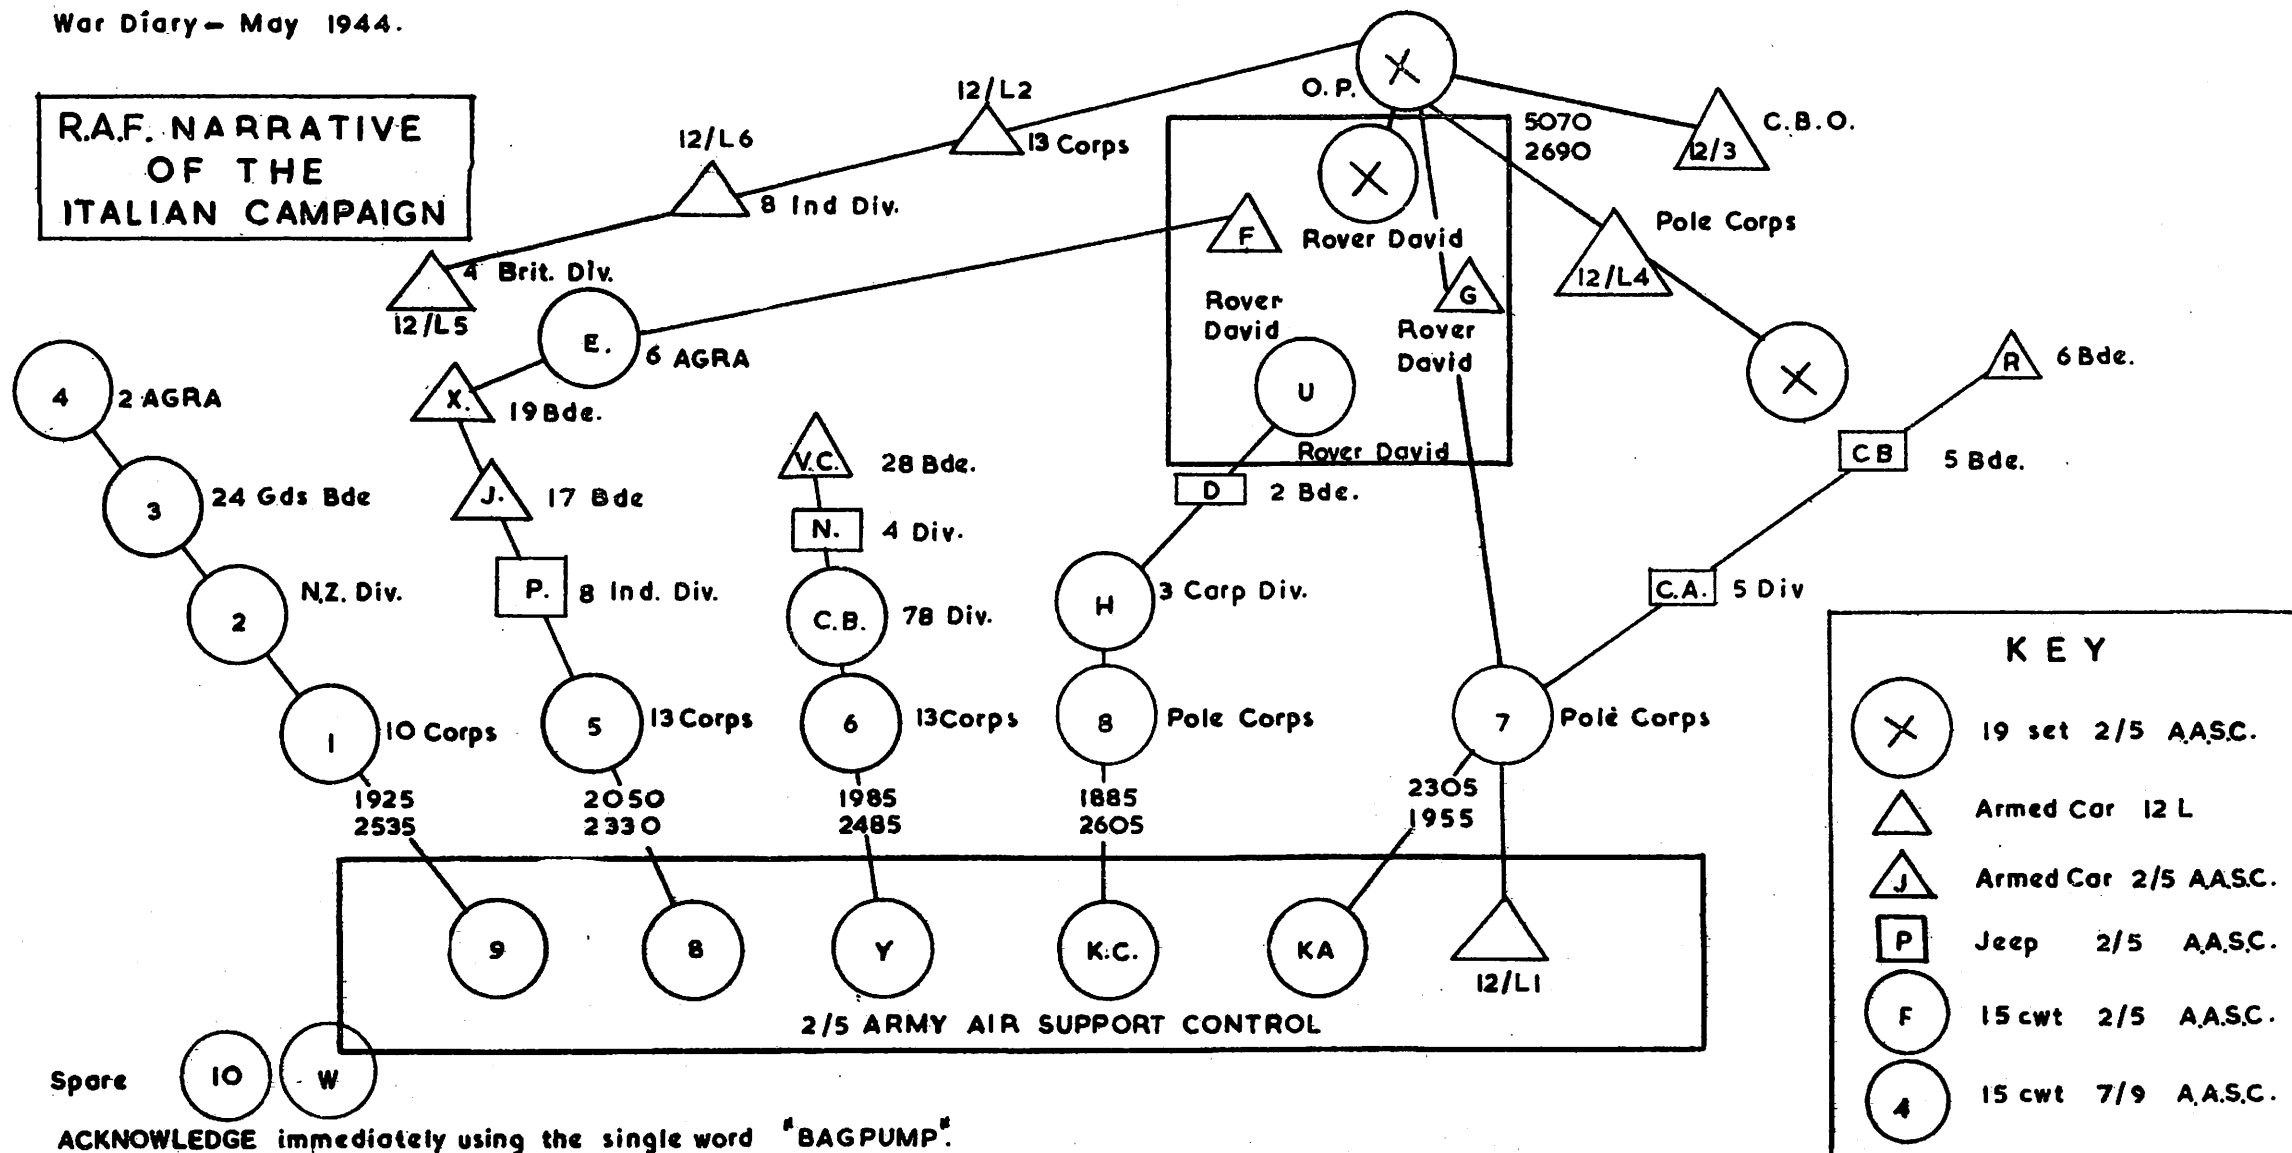 War Diary – May 1944.
R.A.F. NARRATIVE
OF THE
ITALIAN CAMPAIGN
O.P.
12/L2
13 Corps
12/L6
8 Ind Div.
4 Brit. Div.
12/L5
5070
2690
12/3
C.B.O.
Rover David
F
Rover
David
G
Rover
David
U
Rover David
Pole Corps
12/L4
R
6 Bde.
CB
5 Bde.
C.A.
5 Div
E.
6 AGRA
X.
19 Bde.
J.
17 Bde
P.
8 Ind. Div.
5
13 Corps
2050
2330
4
2 AGRA
3
24 Gds Bde
2
N.Z. Div.
1
10 Corps
1925
2535
V.C.
28 Bde.
N.
4 Div.
C.B.
78 Div.
6
13 Corps
1985
2485
D
2 Bde.
H
3 Carp Div.
8
Pole Corps
1885
2605
7
Pole Corps
2305
1955
9
8
Y
K.C.
KA
12/L1
2/5 ARMY AIR SUPPORT CONTROL
Spare
10
W
ACKNOWLEDGE immediately using the single word "BAGPUMP".
KEY
19 set 2/5 A.A.S.C.
Armed Car 12 L
J
Armed Car 2/5 A.A.S.C.
P
Jeep 2/5 A.A.S.C.
F
15 cwt 2/5 A.A.S.C.
4
15 cwt 7/9 A.A.S.C.